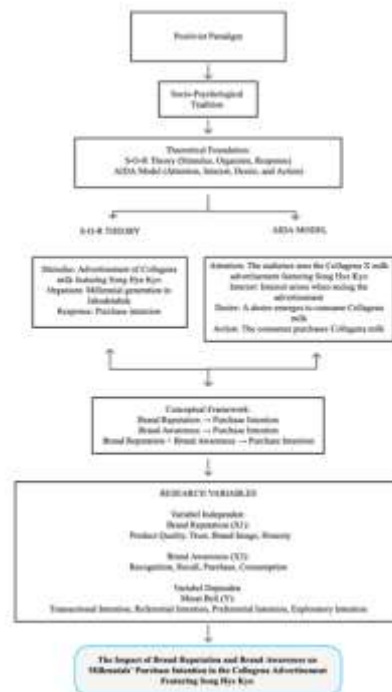 Positivist Paradigm
Socio-Psychological
Tradition
Theoretical Foundation:
S-O-R Theory (Stimulus, Organism, Response)
AIDA Model (Attention, Interest, Desire, and Action)
S-O-R THEORY
AIDA MODEL
Stimulus: Advertisement of Collagena
milk featuring Song Hye Kyo
Organism: Millennial generation in
Response: Purchase intention
Attention: The audience sees the Collagena X milk
advertisement featuring Song Hye Kyo
Interest: Interest arises when seeing the
advertisement
Desire: A desire emerges to consume Collagena
milk
Action: The consumer purchases Collagena milk
Conceptual Framework:
Brand Reputation → Purchase Intention
Brand Awareness → Purchase Intention
Brand Reputation + Brand Awareness → Purchase Intention
RESEARCH VARIABLES
Variabel Independen
Brand Reputation (X1):
Product Quality, Trust, Brand Image, Honesty
Brand Awareness (X2):
Recognition, Recall, Purchase, Consumption
Variabel Dependen
Minat Beli (Y):
Transactional Intention, Referential Intention, Preferential Intention, Exploratory Intention
The Impact of Brand Reputation and Brand Awareness on
Millennials' Purchase Intention in the Collagena Advertisement
Featuring Song Hye Kyo